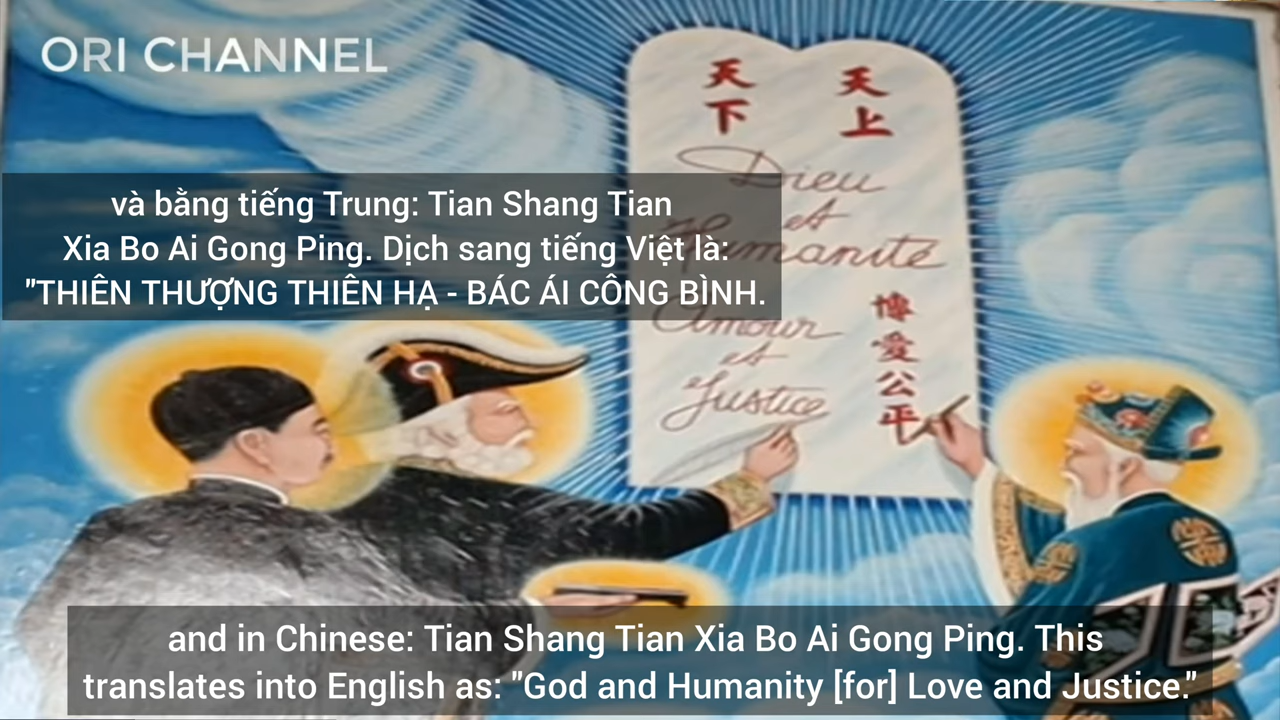 ORI CHANNEL
天上
天下
Dieu
et
Humanité
Amour
et
Justice
博愛公平
và bằng tiếng Trung: Tian Shang Tian
Xia Bo Ai Gong Ping. Dịch sang tiếng Việt là:
"THIÊN THƯỢNG THIÊN HẠ - BÁC ÁI CÔNG BÌNH.
and in Chinese: Tian Shang Tian Xia Bo Ai Gong Ping. This
translates into English as: "God and Humanity [for] Love and Justice."